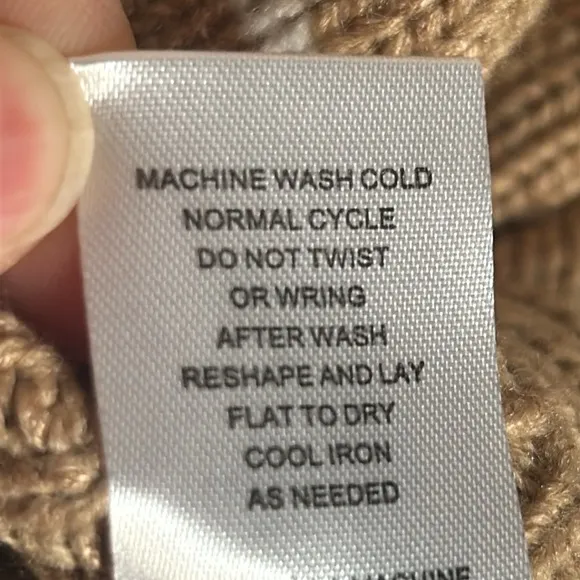 MACHINE WASH COLD
NORMAL CYCLE
DO NOT TWIST
OR WRING
AFTER WASH
RESHAPE AND LAY
FLAT TO DRY
COOL IRON
AS NEEDED
MACHINE